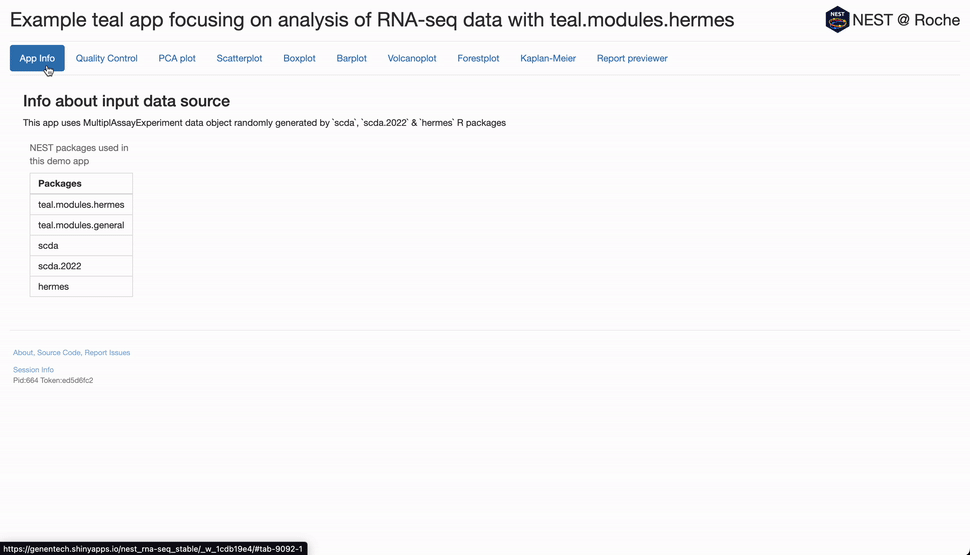 Example teal app focusing on analysis of RNA-seq data with teal.modules.hermes
NEST
NEST @ Roche
App Info
Quality Control
PCA plot
Scatterplot
Boxplot
Barplot
Volcanoplot
Forestplot
Kaplan-Meier
Report previewer
Info about input data source
This app uses MultiplAssayExperiment data object randomly generated by `scda`, `scda.2022` & `hermes` R packages
NEST packages used in
this demo app
Packages
teal.modules.hermes
teal.modules.general
scda
scda.2022
hermes
About, Source Code, Report Issues
Session Info
Pid:664 Token:ed5d6fc2
https://genentech.shinyapps.io/nest_rna-seq_stable/_w_1cdb19e4/#tab-9092-1